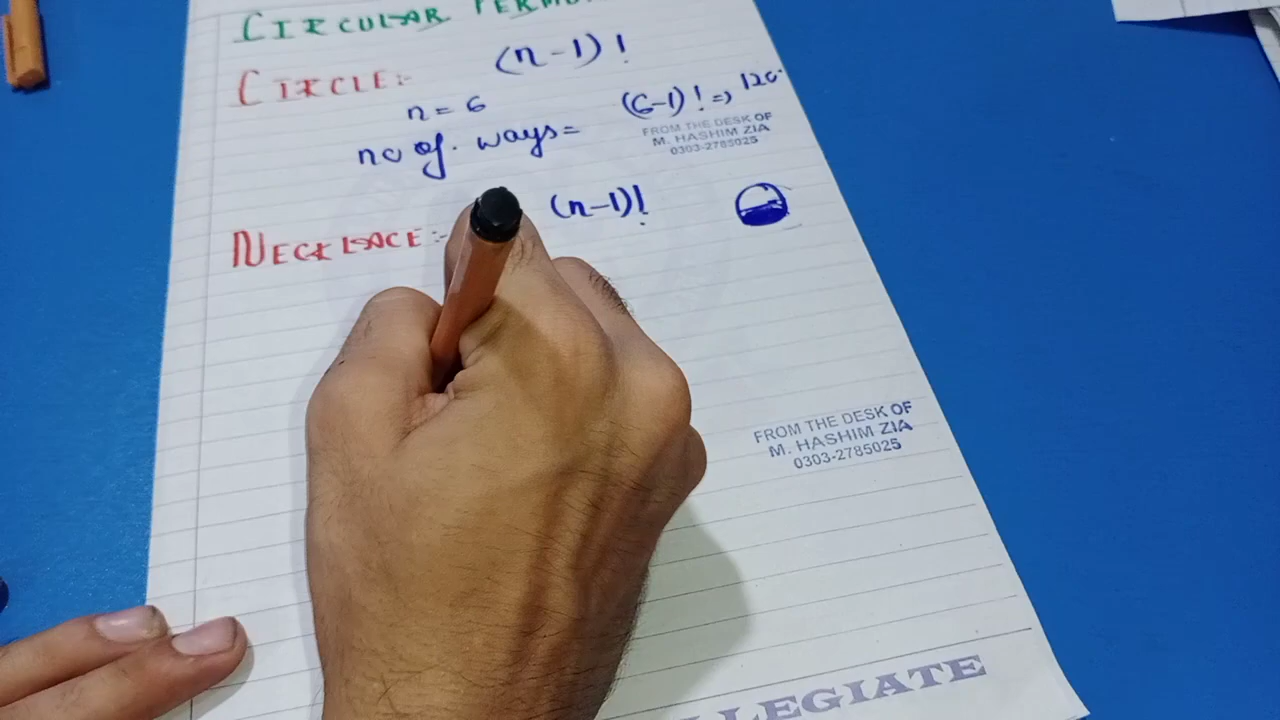 CIRCULAR
(n-1)!
CIRCLE:-
n = 6
(6-1)! => 120
no of. ways=
FROM THE DESK OF
M. HASHIM ZIA
0303-2785025
(n-1)!
NECKLACE:-
FROM THE DESK OF
M. HASHIM ZIA
0303-2785025
LLEGIATE